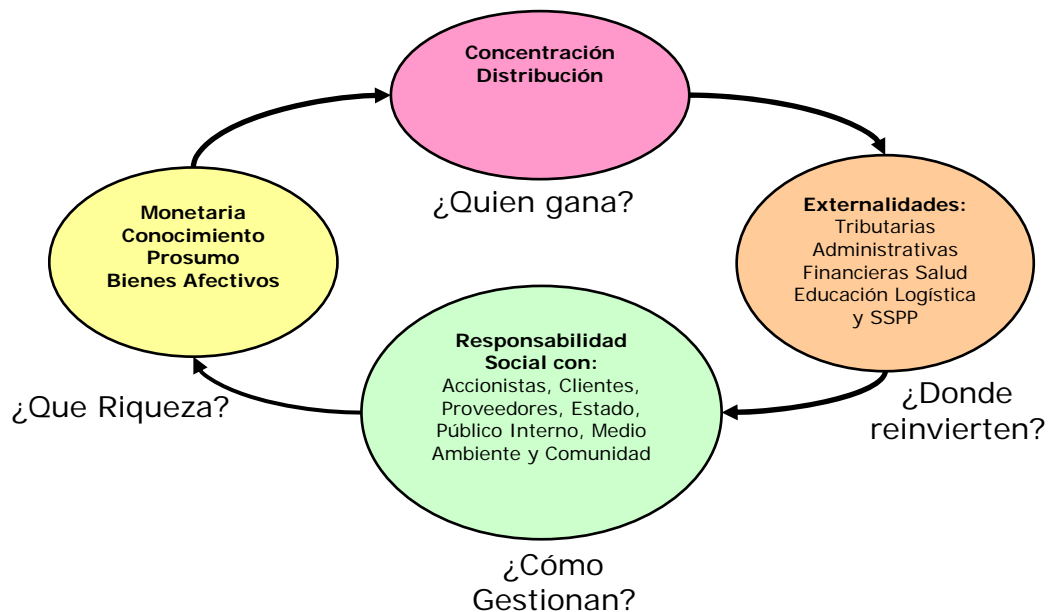 Concentración
Distribución
¿Quien gana?
Externalidades:
Tributarias
Administrativas
Financieras Salud
Educación Logística
y SSPP
¿Donde
reinvierten?
Responsabilidad
Social con:
Accionistas, Clientes,
Proveedores, Estado,
Público Interno, Medio
Ambiente y Comunidad
¿Cómo
Gestionan?
Monetaria
Conocimiento
Prosumo
Bienes Afectivos
¿Que Riqueza?